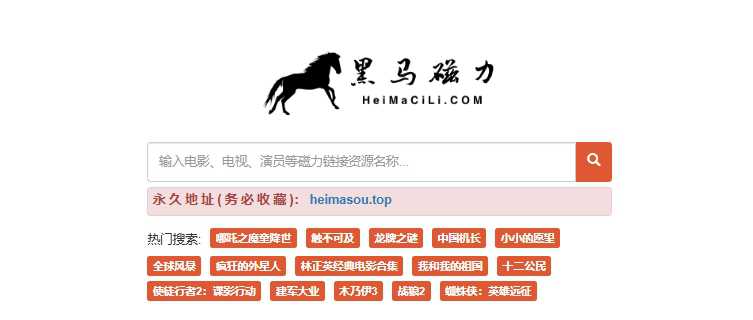 黑马磁力
HeiMaCiLi.COM
输入电影、电视、演员等磁力链接资源名称...
永久地址(务必收藏): heimasou.top
热门搜索: 哪吒之魔童降世 触不可及 龙牌之谜 中国机长 小小的愿望
全球风暴 疯狂的外星人 林正英经典电影合集 我和我的祖国 十二公民
使徒行者2：谍影行动 建军大业 木乃伊3 战狼2 蜘蛛侠：英雄远征